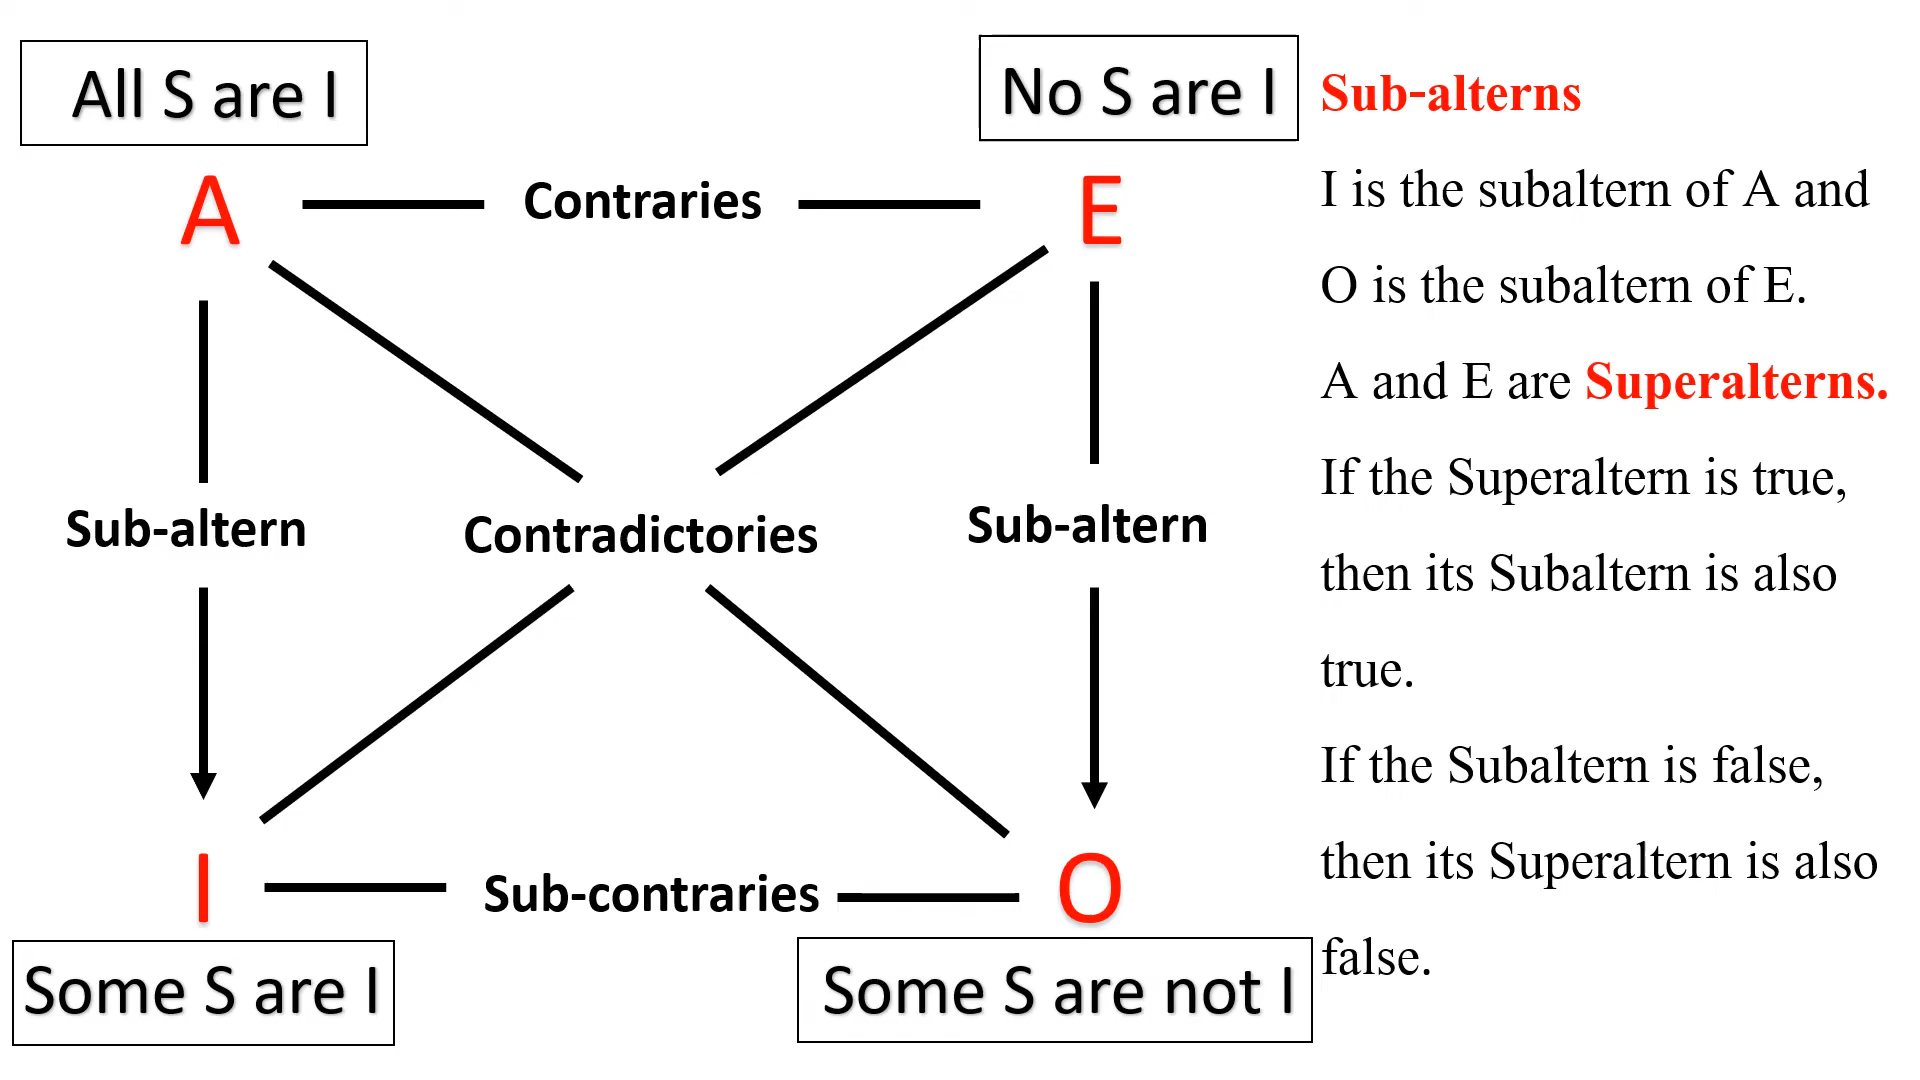 All S are I
No S are I
A
Contraries
E
Sub-altern
Contradictories
Sub-altern
I
Sub-contraries
O
Some S are I
Some S are not I
Sub-alterns
I is the subaltern of A and
O is the subaltern of E.
A and E are Superalterns.
If the Superaltern is true,
then its Subaltern is also
true.
If the Subaltern is false,
then its Superaltern is also
false.